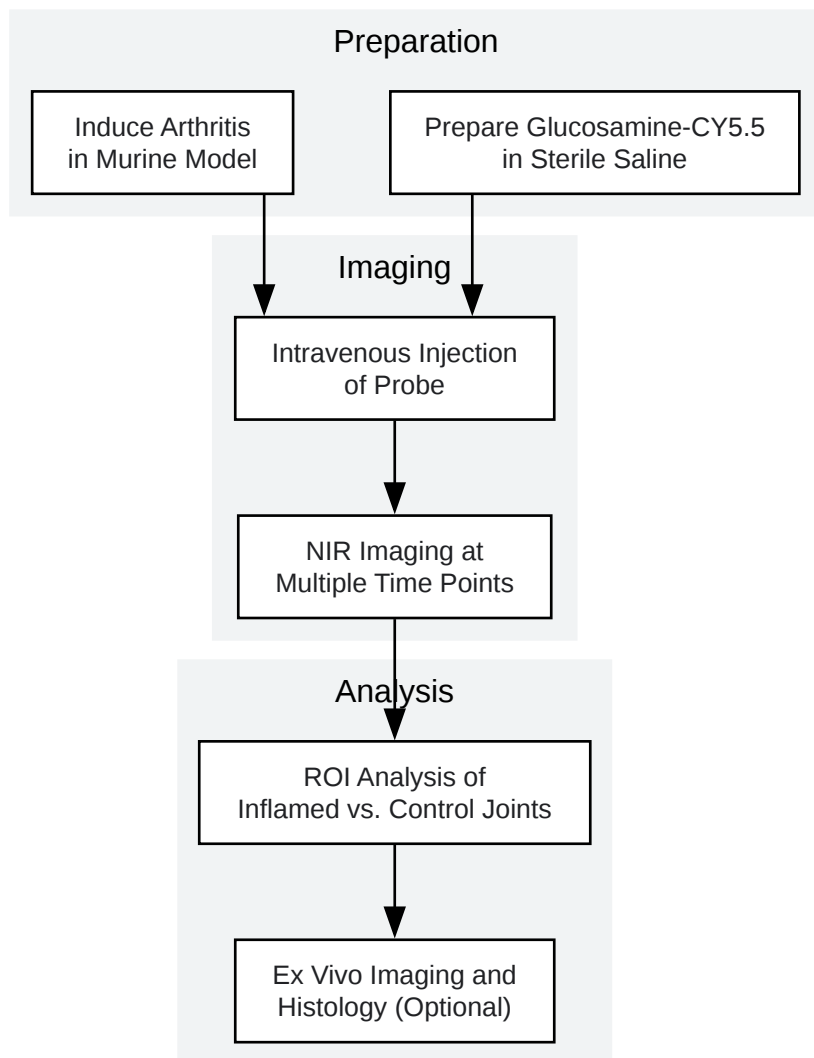 Preparation
Induce Arthritis
in Murine Model
Prepare Glucosamine-CY5.5
in Sterile Saline
Imaging
Intravenous Injection
of Probe
NIR Imaging at
Multiple Time Points
Analysis
ROI Analysis of
Inflamed vs. Control Joints
Ex Vivo Imaging and
Histology (Optional)